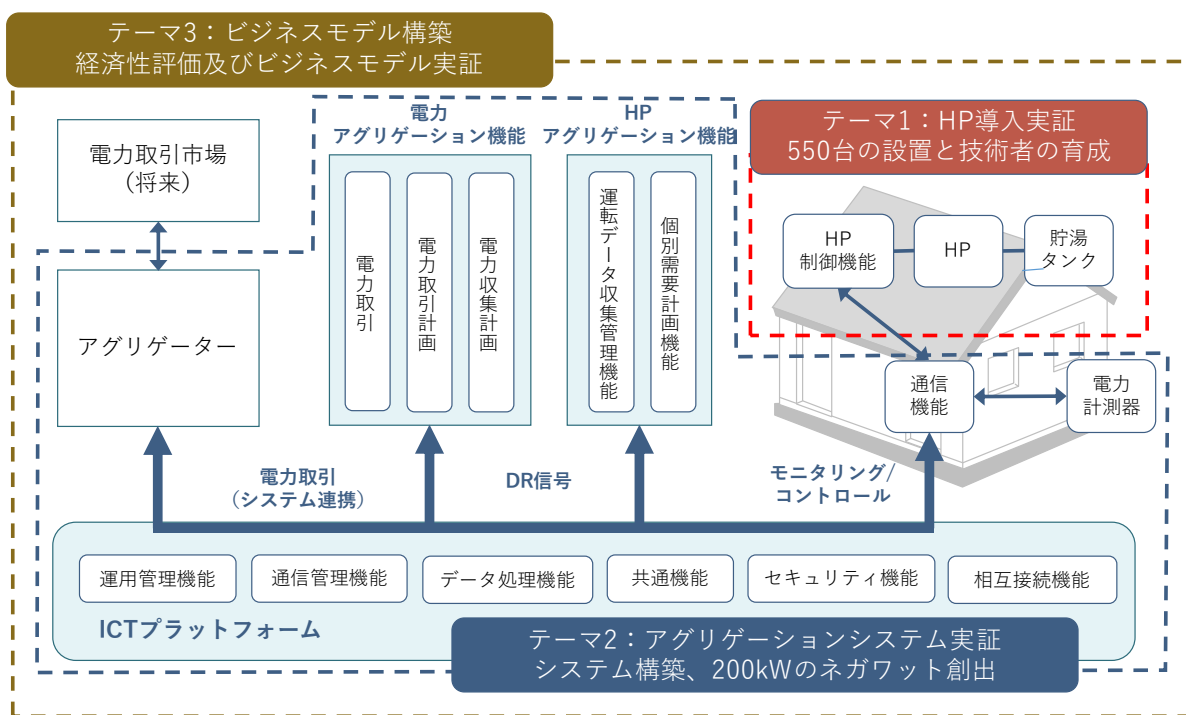 テーマ3：ビジネスモデル構築
経済性評価及びビジネスモデル実証
電力取引市場
（将来）
アグリゲーター
電力
アグリゲーション機能
電力取引
電力取引計画
電力収集計画
HP
アグリゲーション機能
運転データ収集管理機能
個別需要計画機能
テーマ1：HP導入実証
550台の設置と技術者の育成
HP
制御機能
HP
貯湯
タンク
通信
機能
電力
計測器
電力取引
（システム連携）
DR信号
モニタリング/
コントロール
運用管理機能
通信管理機能
データ処理機能
共通機能
セキュリティ機能
相互接続機能
ICTプラットフォーム
テーマ2：アグリゲーションシステム実証
システム構築、200kWのネガワット創出